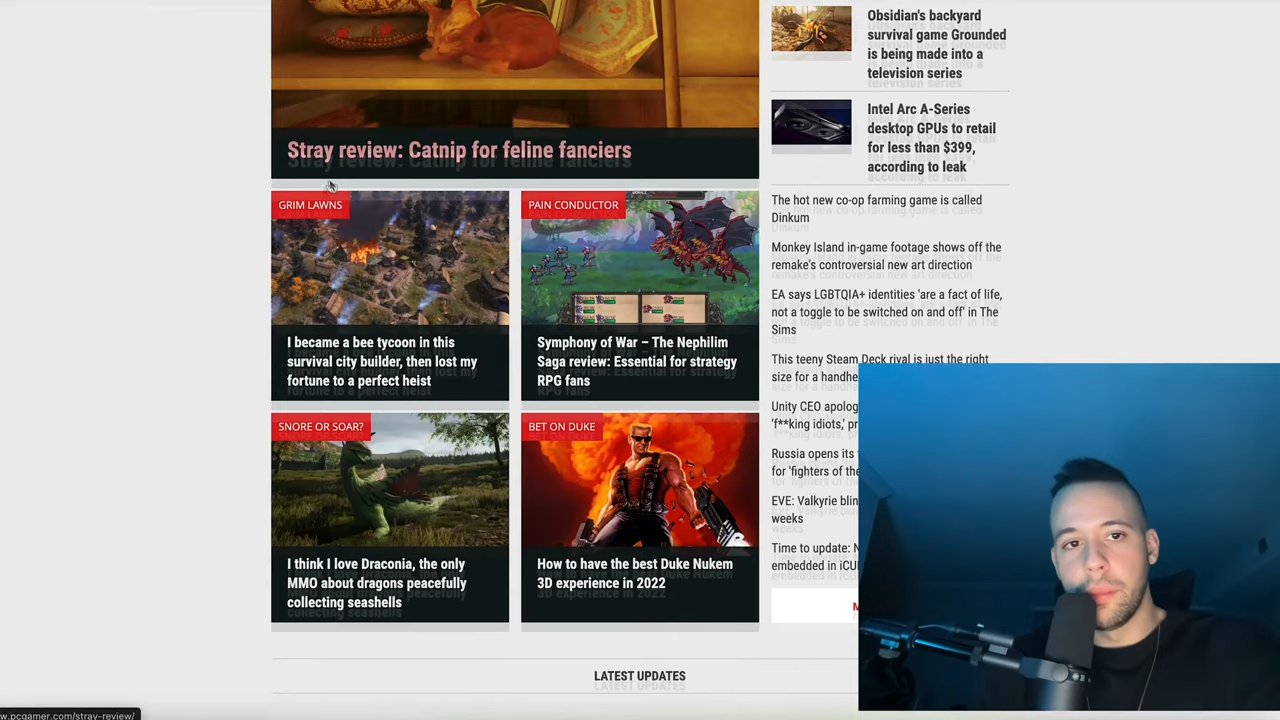 Stray review: Catnip for feline fanciers
GRIM LAWNS
I became a bee tycoon in this
survival city builder, then lost my
fortune to a perfect heist
PAIN CONDUCTOR
Symphony of War – The Nephilim
Saga review: Essential for strategy
RPG fans
SNORE OR SOAR?
I think I love Draconia, the only
MMO about dragons peacefully
collecting seashells
BET ON DUKE
How to have the best Duke Nukem
3D experience in 2022
Obsidian's backyard
survival game Grounded
is being made into a
television series
Intel Arc A-Series
desktop GPUs to retail
for less than $399,
according to leak
The hot new co-op farming game is called
Dinkum
Monkey Island in-game footage shows off the
remake's controversial new art direction
EA says LGBTQIA+ identities 'are a fact of life,
not a toggle to be switched on and off' in The
Sims
This teeny Steam Deck rival is just the right
size for a handhe
Unity CEO apolog
'f**king idiots,' pr
Russia opens its
for 'fighters of the
EVE: Valkyrie blin
weeks
Time to update: N
embedded in iCU
LATEST UPDATES
w.pcgamer.com/stray-review/